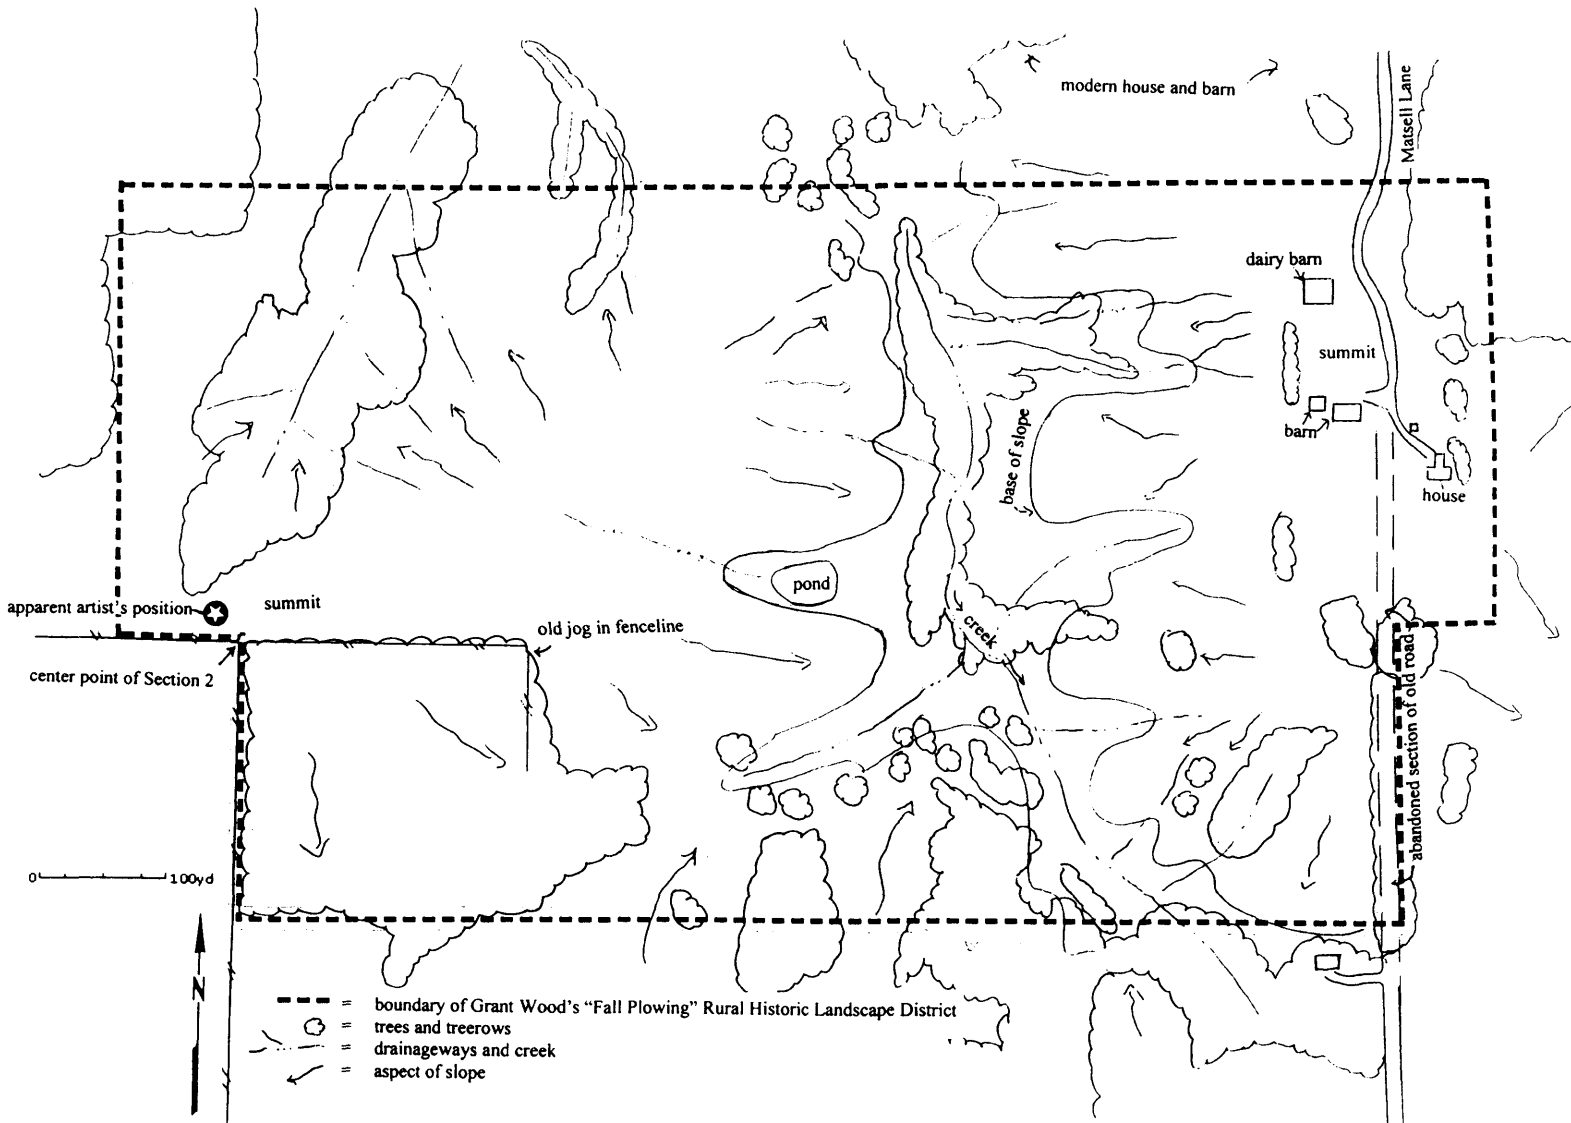 modern house and barn
Matsell Lane
dairy barn
summit
barn
base of slope
house
pond
apparent artist's position
summit
creek
old jog in fenceline
center point of Section 2
abandoned section of old road
0 100yd
N
= boundary of Grant Wood's “Fall Plowing” Rural Historic Landscape District
= trees and treerows
= drainageways and creek
= aspect of slope